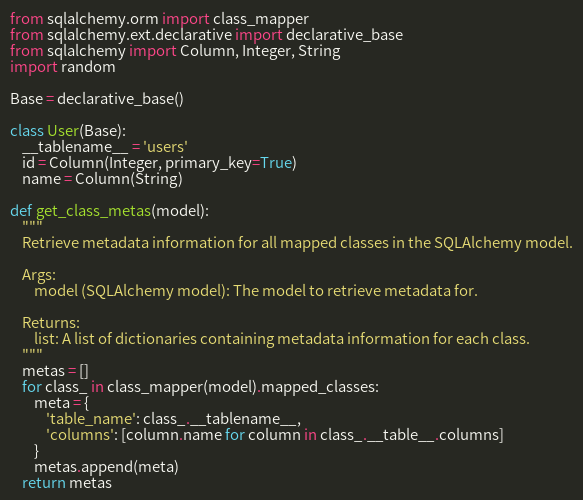 from sqlalchemy.orm import class_mapper
from sqlalchemy.ext.declarative import declarative_base
from sqlalchemy import Column, Integer, String
import random

Base = declarative_base()

class User(Base):
    __tablename__ = 'users'
    id = Column(Integer, primary_key=True)
    name = Column(String)

def get_class_metas(model):
    """
    Retrieve metadata information for all mapped classes in the SQLAlchemy model.

    Args:
        model (SQLAlchemy model): The model to retrieve metadata for.

    Returns:
        list: A list of dictionaries containing metadata information for each class.
    """
    metas = []
    for class_ in class_mapper(model).mapped_classes:
        meta = {
            'table_name': class_.__tablename__,
            'columns': [column.name for column in class_.__table__.columns]
        }
        metas.append(meta)
    return metas